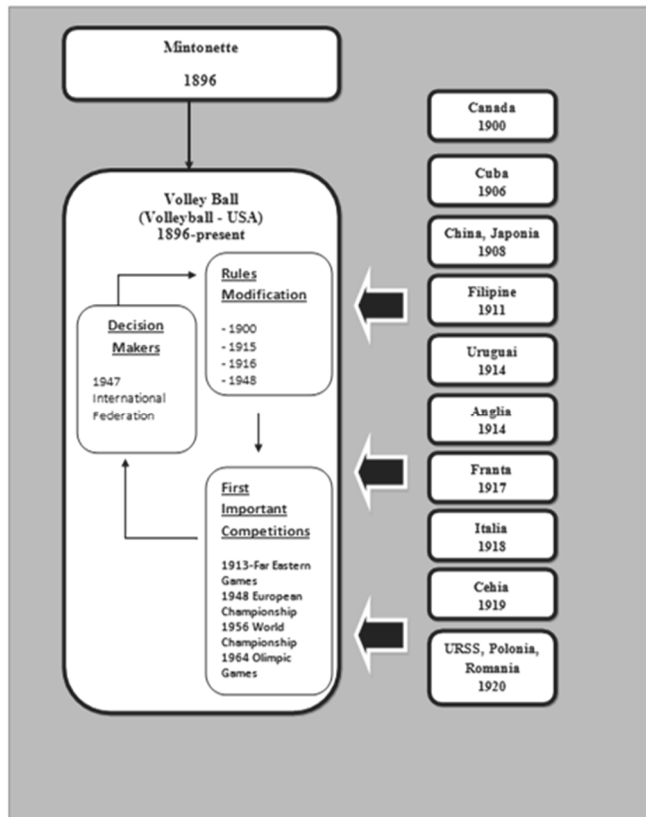 Mintonette
1896
Volley Ball
(Volleyball - USA)
1896-present
Rules
Modification
- 1900
- 1915
- 1916
- 1948
Decision
Makers
1947
International
Federation
First
Important
Competitions
1913-Far Eastern
Games
1948 European
Championship
1956 World
Championship
1964 Olimpic
Games
Canada
1900
Cuba
1906
China, Japonia
1908
Filipine
1911
Uruguai
1914
Anglia
1914
Franta
1917
Italia
1918
Cehia
1919
URSS, Polonia,
Romania
1920